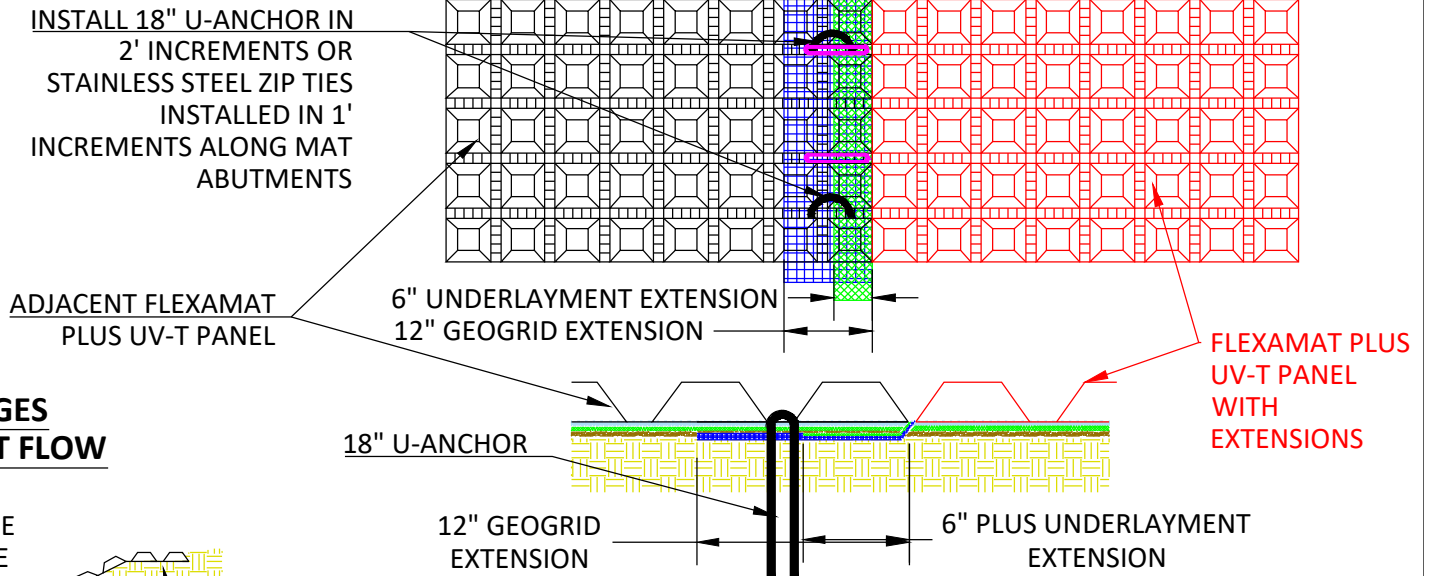 INSTALL 18" U-ANCHOR IN
2' INCREMENTS OR
STAINLESS STEEL ZIP TIES
INSTALLED IN 1'
INCREMENTS ALONG MAT
ABUTMENTS
ADJACENT FLEXAMAT
PLUS UV-T PANEL
6" UNDERLAYMENT EXTENSION
12" GEOGRID EXTENSION
FLEXAMAT PLUS
UV-T PANEL
WITH
EXTENSIONS
GES
T FLOW
18" U-ANCHOR
12" GEOGRID
EXTENSION
6" PLUS UNDERLAYMENT
EXTENSION
E
E